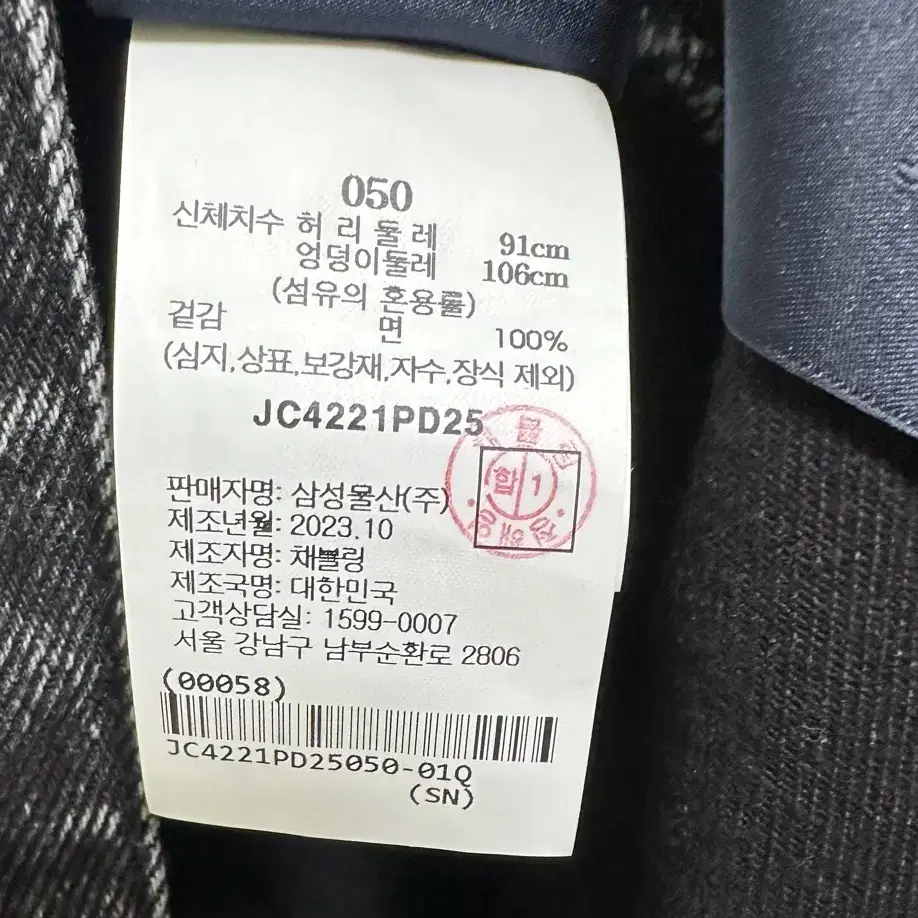 050
신체치수 허 리 둘 레 91cm
엉덩이둘레 106cm
(섬유의 혼용률)
겉감 면 100%
(심지,상표,보강재,자수,장식 제외)
JC4221PD25
합 1
판매자명: 삼성물산(주)
제조년월: 2023.10
제조자명: 채블링
제조국명: 대한민국
고객상담실: 1599-0007
서울 강남구 남부순환로 2806
(00058)
JC4221PD25050-01Q
(SN)